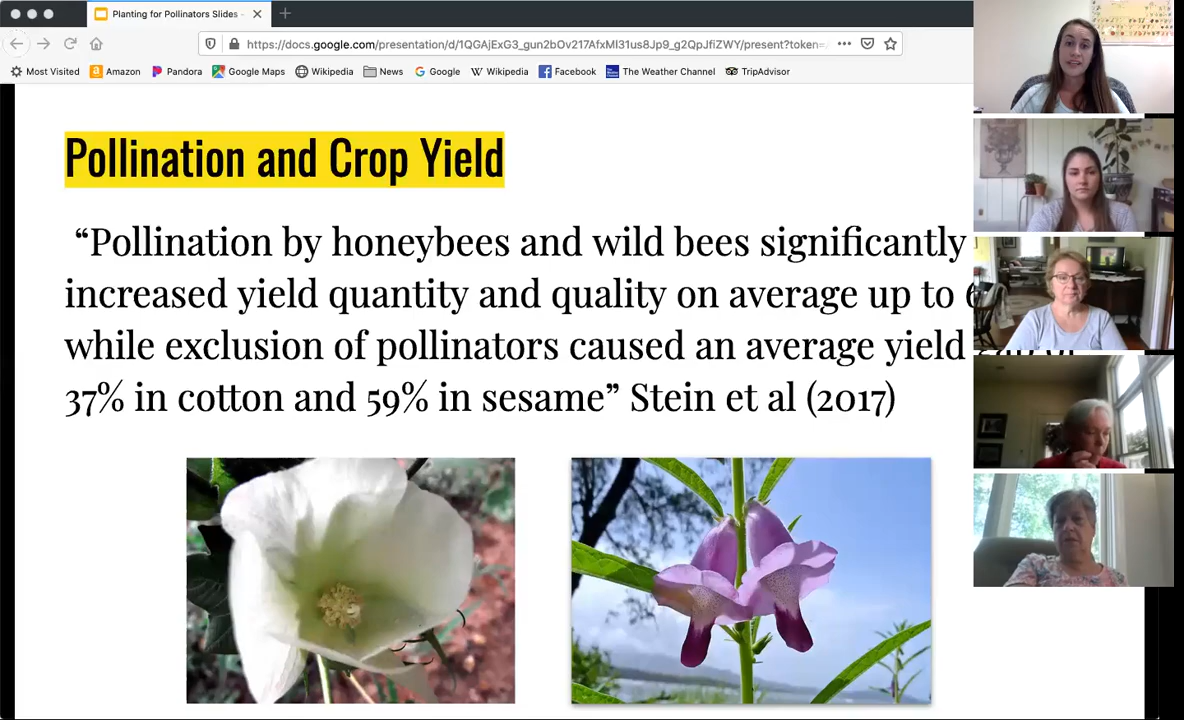 Planting for Pollinators Slides -
https://docs.google.com/presentation/d/1QGAjExG3_gun2bOv217AfxMl31us8Jp9_g2QpJfiZWY/present?token=
Most Visited Amazon Pandora Google Maps Wikipedia News Google Wikipedia Facebook The Weather Channel TripAdvisor
Pollination and Crop Yield
“Pollination by honeybees and wild bees significantly
increased yield quantity and quality on average up to
while exclusion of pollinators caused an average yield
37% in cotton and 59% in sesame” Stein et al (2017)